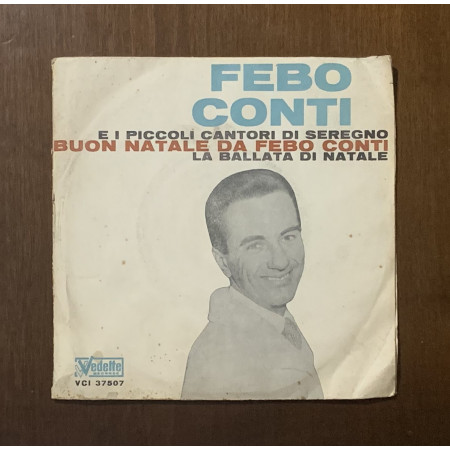 FEBO
CONTI
E I PICCOLI CANTORI DI SEREGNO
BUON NATALE DA FEBO CONTI
LA BALLATA DI NATALE
Vedette
RECORDS
VCI 37507